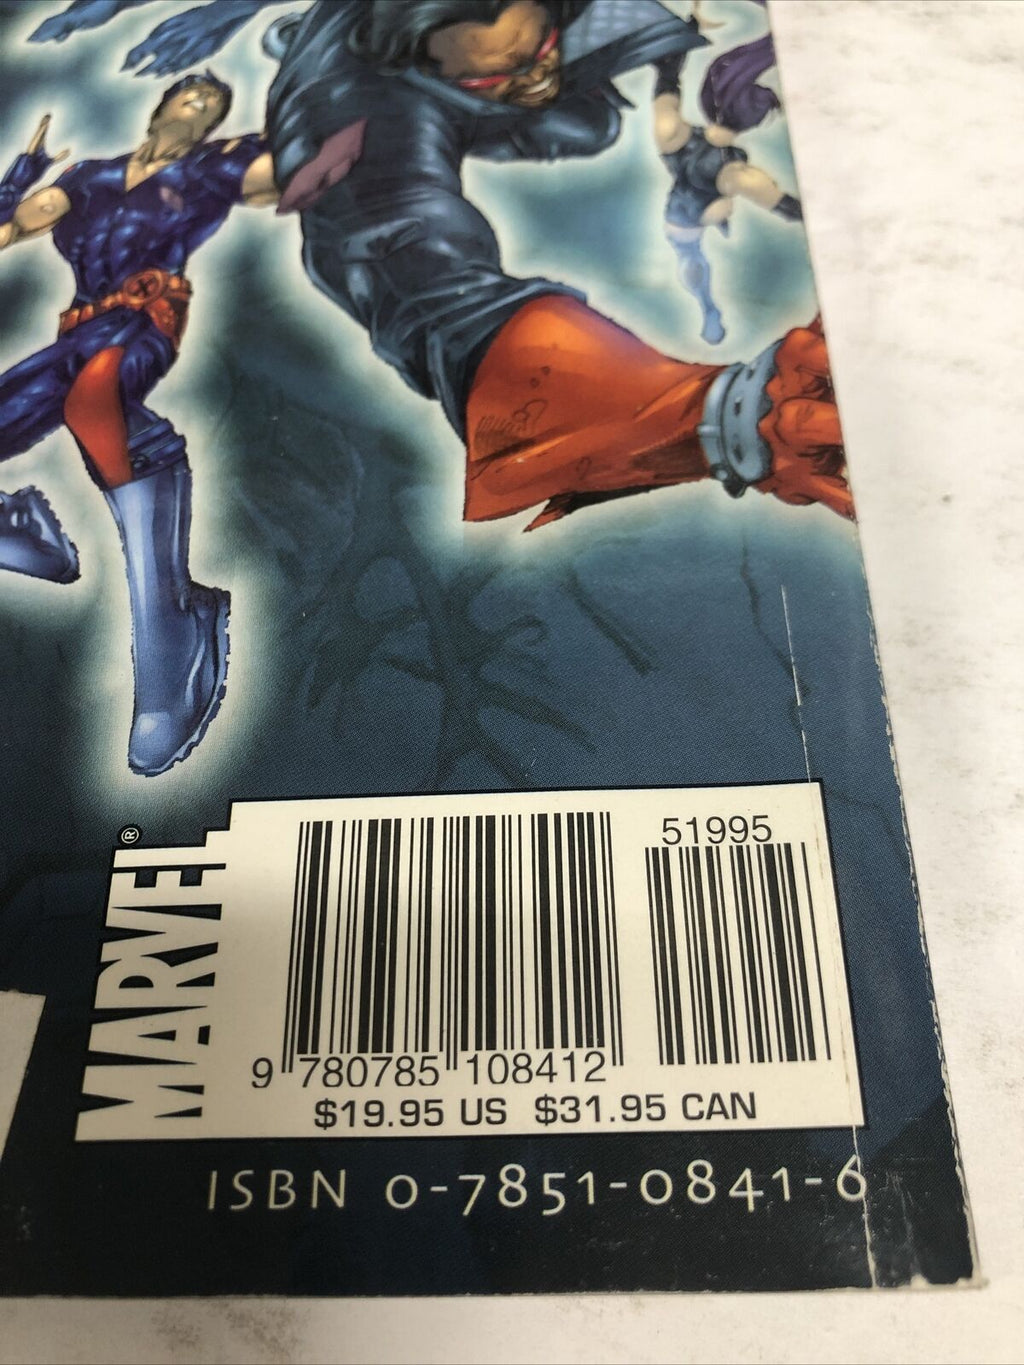 MARVEL®
51995
9 780785 108412
$19.95 US $31.95 CAN
ISBN 0-7851-0841-6